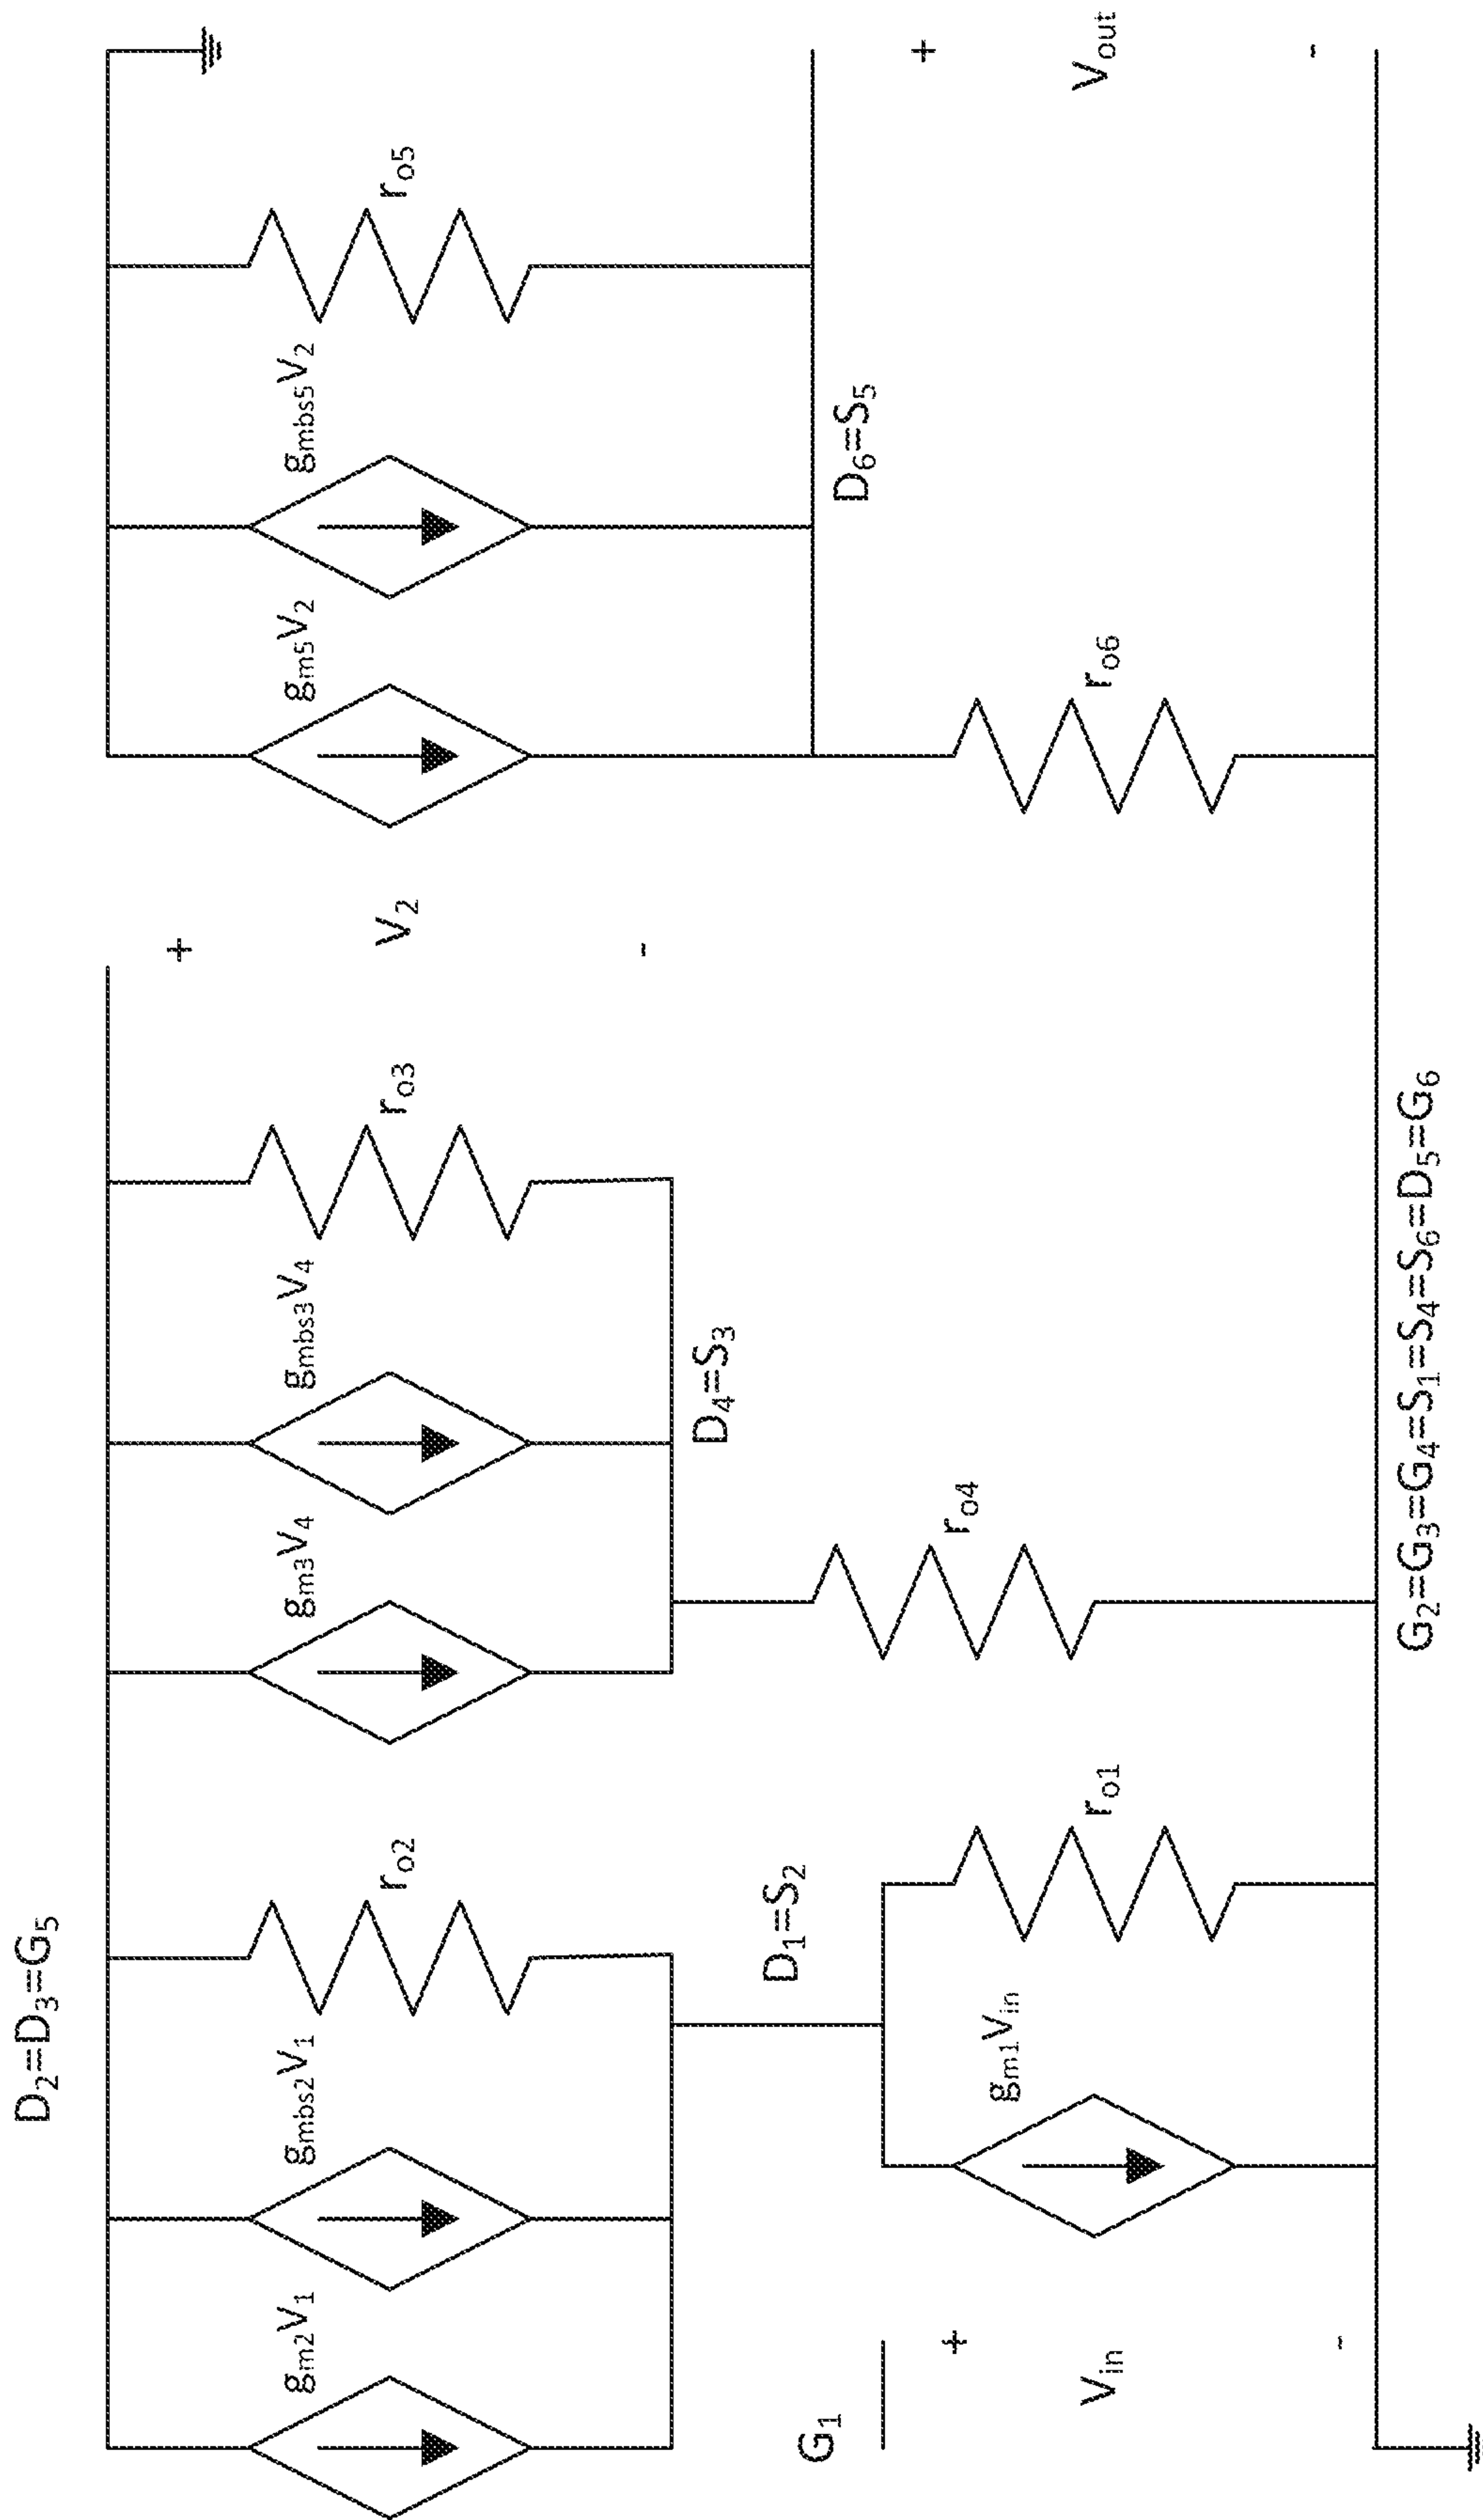 D₂=D₃=G₅
gₘ₂V₁
gₘbs₂V₁
rₒ₂
gₘ₃V₄
gₘbs₃V₄
rₒ₃
+
V₂
-
gₘ₅V₂
gₘbs₅V₂
rₒ₅
G₁
+
Vᵢₙ
-
gₘ₁Vᵢₙ
D₁=S₂
rₒ₁
D₄=S₃
rₒ₄
D₆=S₅
rₒ₆
+
Vout
-
G₂=G₃=G₄=S₁=S₄=S₆=D₅=G₆